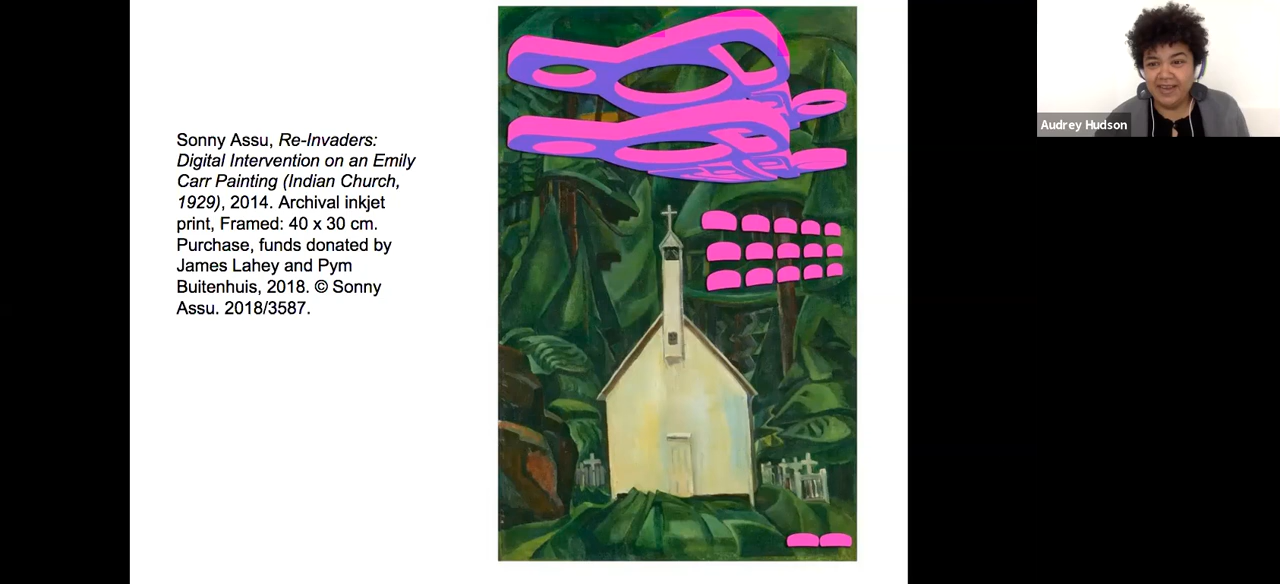 Sonny Assu, Re-Invaders:
Digital Intervention on an Emily
Carr Painting (Indian Church,
1929), 2014. Archival inkjet
print, Framed: 40 x 30 cm.
Purchase, funds donated by
James Lahey and Pym
Buitenhuis, 2018. © Sonny
Assu. 2018/3587.
Audrey Hudson